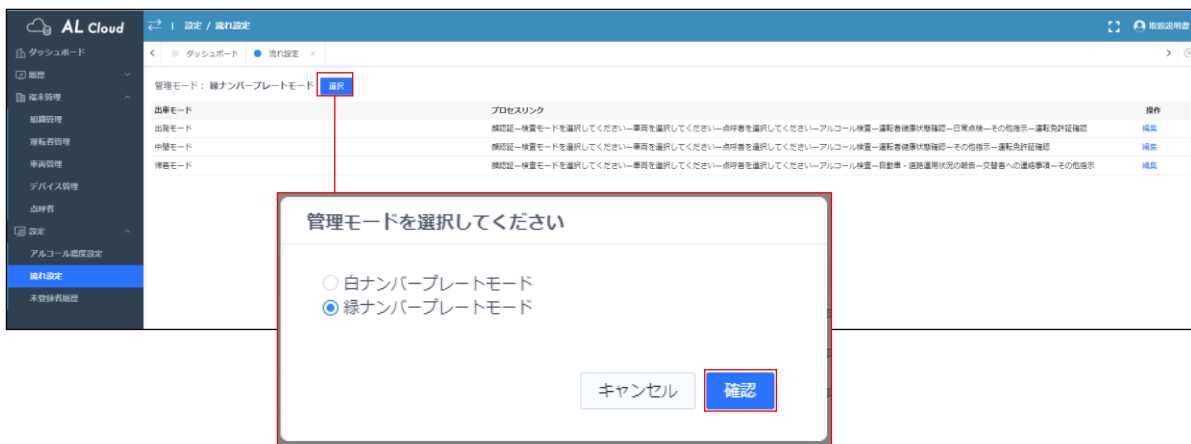 AL Cloud
設定 / 流れ設定
取扱説明書
ダッシュボード
ダッシュボード
流れ設定 ×
履歴
端末管理
組織管理
運転者管理
車両管理
デバイス管理
点呼者
設定
アルコール濃度設定
流れ設定
未登録者履歴
管理モード： 緑ナンバープレートモード 選択
出車モード プロセスリンク 操作
出発モード 顔認証—検査モードを選択してください—車両を選択してください—点呼者を選択してください—アルコール検査—運転者健康状態確認—日常点検—その他指示—運転免許証確認 編集
中間モード 顔認証—検査モードを選択してください—車両を選択してください—点呼者を選択してください—アルコール検査—運転者健康状態確認—その他指示—運転免許証確認 編集
帰着モード 顔認証—検査モードを選択してください—車両を選択してください—点呼者を選択してください—アルコール検査—自動車・道路運用状況の報告—交替者への連絡事項—その他指示 編集
管理モードを選択してください
白ナンバープレートモード
緑ナンバープレートモード
キャンセル 確認